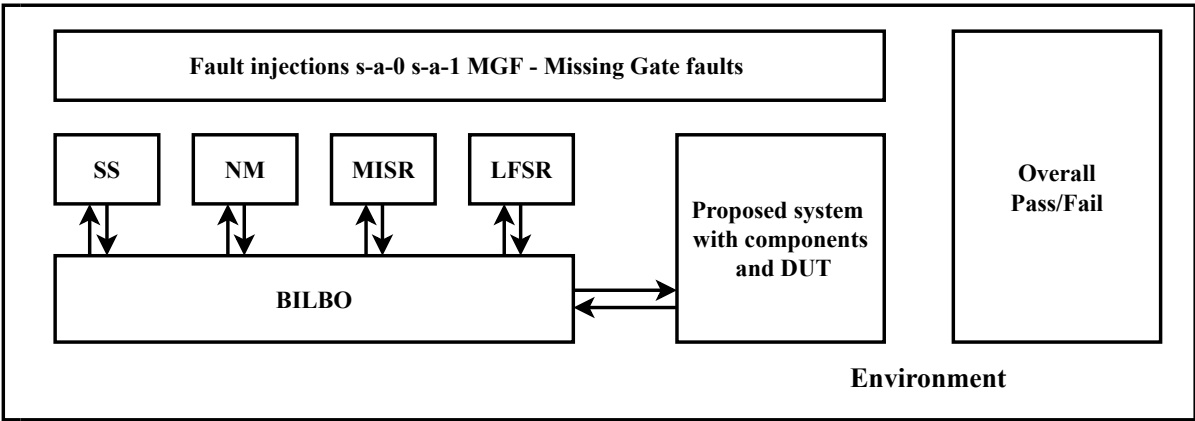 Fault injections s-a-0 s-a-1 MGF - Missing Gate faults
SS
NM
MISR
LFSR
BILBO
Proposed system
with components
and DUT
Overall
Pass/Fail
Environment